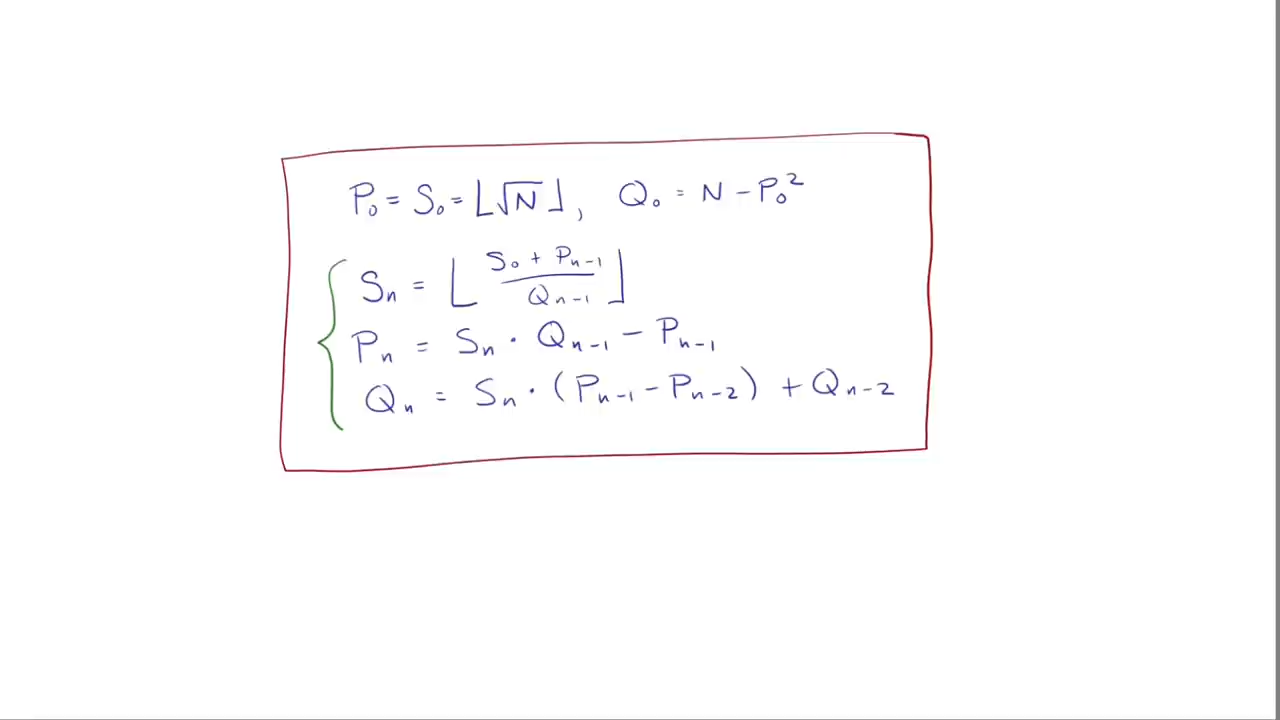 P₀ = S₀ = ⌊√N⌋, Q₀ = N − P₀²
Sₙ = ⌊(S₀ + Pₙ₋₁)/Qₙ₋₁⌋
Pₙ = Sₙ · Qₙ₋₁ − Pₙ₋₁
Qₙ = Sₙ · (Pₙ₋₁ − Pₙ₋₂) + Qₙ₋₂